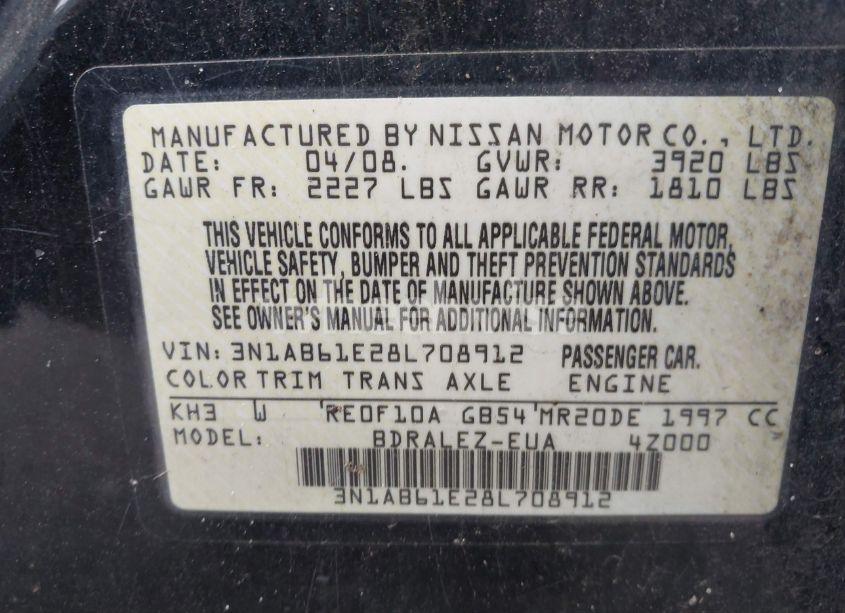 MANUFACTURED BY NISSAN MOTOR CO., LTD.
DATE: 04/08. GVWR: 3920 LBS
GAWR FR: 2227 LBS GAWR RR: 1810 LBS
THIS VEHICLE CONFORMS TO ALL APPLICABLE FEDERAL MOTOR,
VEHICLE SAFETY, BUMPER AND THEFT PREVENTION STANDARDS
IN EFFECT ON THE DATE OF MANUFACTURE SHOWN ABOVE.
SEE OWNER'S MANUAL FOR ADDITIONAL INFORMATION.
VIN: 3N1AB61E28L708912 PASSENGER CAR.
COLOR TRIM TRANS AXLE ENGINE
KH3 W RE0F10A GB54 MR20DE 1997 CC
MODEL: BDRALEZ-EUA 4Z000
3N1AB61E28L708912